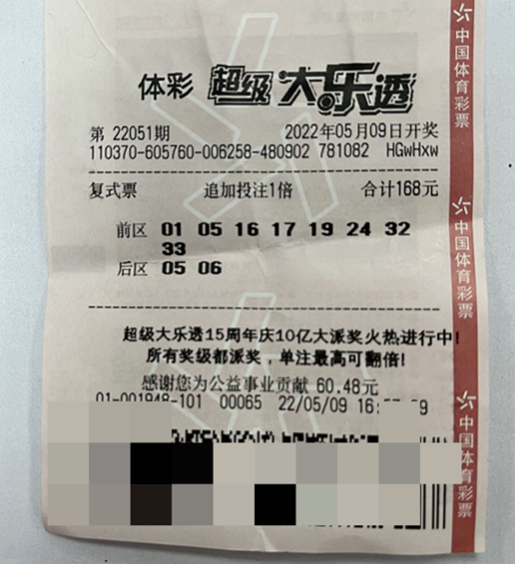 体彩 超级大乐透
第 22051期 2022年05月09日开奖
110370-605760-006258-480902 781082 HGwHxw
复式票 追加投注1倍 合计168元
前区 01 05 16 17 19 24 32
33
后区 05 06
超级大乐透15周年庆10亿大派奖火热进行中!
所有奖级都派奖，单注最高可翻倍!
感谢您为公益事业贡献 60.48元
01-001948-101 00065 22/05/09
中国体育彩票
中国体育彩票
中国体育彩票